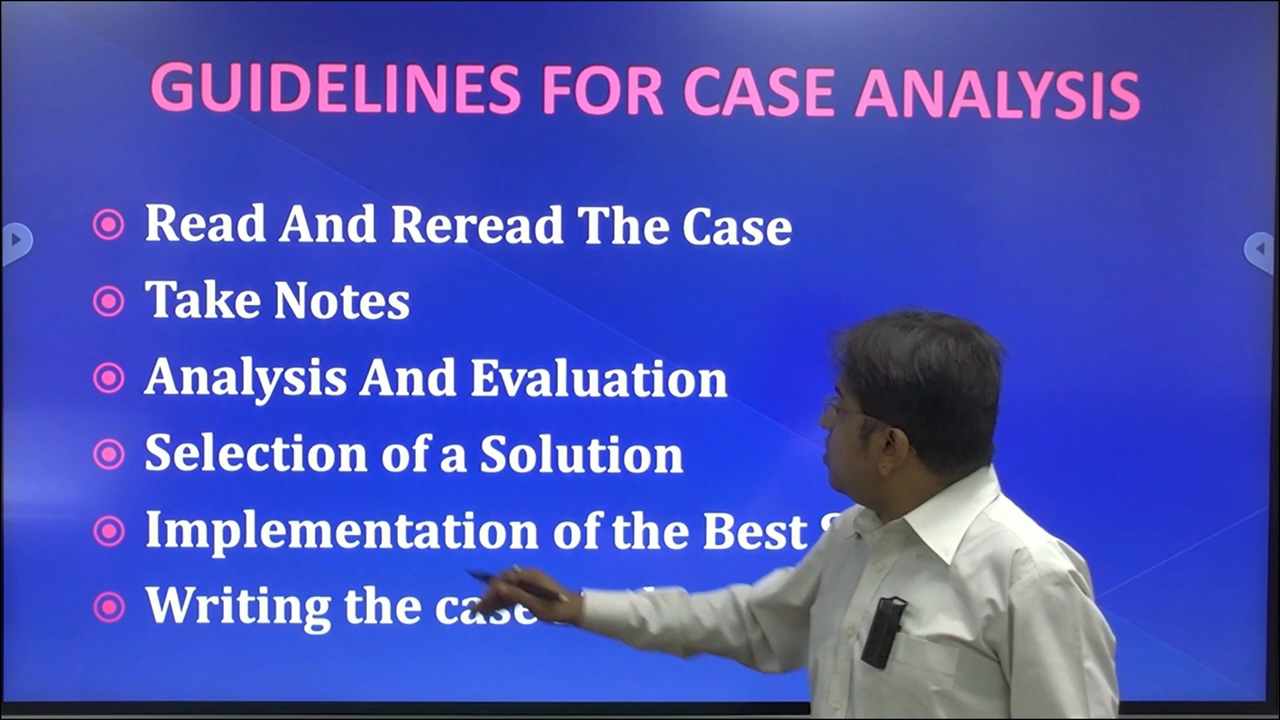 GUIDELINES FOR CASE ANALYSIS
Read And Reread The Case
Take Notes
Analysis And Evaluation
Selection of a Solution
Implementation of the Best
Writing the case